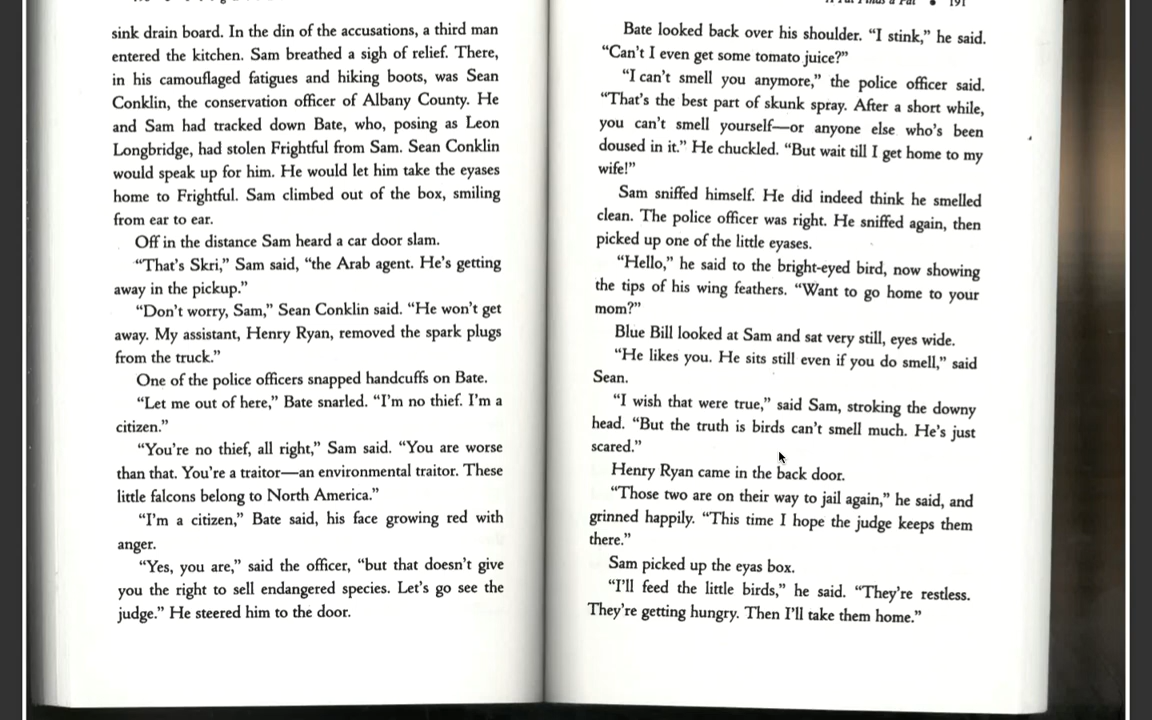 191
sink drain board. In the din of the accusations, a third man
entered the kitchen. Sam breathed a sigh of relief. There,
in his camouflaged fatigues and hiking boots, was Sean
Conklin, the conservation officer of Albany County. He
and Sam had tracked down Bate, who, posing as Leon
Longbridge, had stolen Frightful from Sam. Sean Conklin
would speak up for him. He would let him take the eyases
home to Frightful. Sam climbed out of the box, smiling
from ear to ear.
Off in the distance Sam heard a car door slam.
“That’s Skri,” Sam said, “the Arab agent. He’s getting
away in the pickup.”
“Don’t worry, Sam,” Sean Conklin said. “He won’t get
away. My assistant, Henry Ryan, removed the spark plugs
from the truck.”
One of the police officers snapped handcuffs on Bate.
“Let me out of here,” Bate snarled. “I’m no thief. I’m a
citizen.”
“You’re no thief, all right,” Sam said. “You are worse
than that. You’re a traitor—an environmental traitor. These
little falcons belong to North America.”
“I’m a citizen,” Bate said, his face growing red with
anger.
“Yes, you are,” said the officer, “but that doesn’t give
you the right to sell endangered species. Let’s go see the
judge.” He steered him to the door.
Bate looked back over his shoulder. “I stink,” he said.
“Can’t I even get some tomato juice?”
“I can’t smell you anymore,” the police officer said.
“That’s the best part of skunk spray. After a short while,
you can’t smell yourself—or anyone else who’s been
doused in it.” He chuckled. “But wait till I get home to my
wife!”
Sam sniffed himself. He did indeed think he smelled
clean. The police officer was right. He sniffed again, then
picked up one of the little eyases.
“Hello,” he said to the bright-eyed bird, now showing
the tips of his wing feathers. “Want to go home to your
mom?”
Blue Bill looked at Sam and sat very still, eyes wide.
“He likes you. He sits still even if you do smell,” said
Sean.
“I wish that were true,” said Sam, stroking the downy
head. “But the truth is birds can’t smell much. He’s just
scared.”
Henry Ryan came in the back door.
“Those two are on their way to jail again,” he said, and
grinned happily. “This time I hope the judge keeps them
there.”
Sam picked up the eyas box.
“I’ll feed the little birds,” he said. “They’re restless.
They’re getting hungry. Then I’ll take them home.”